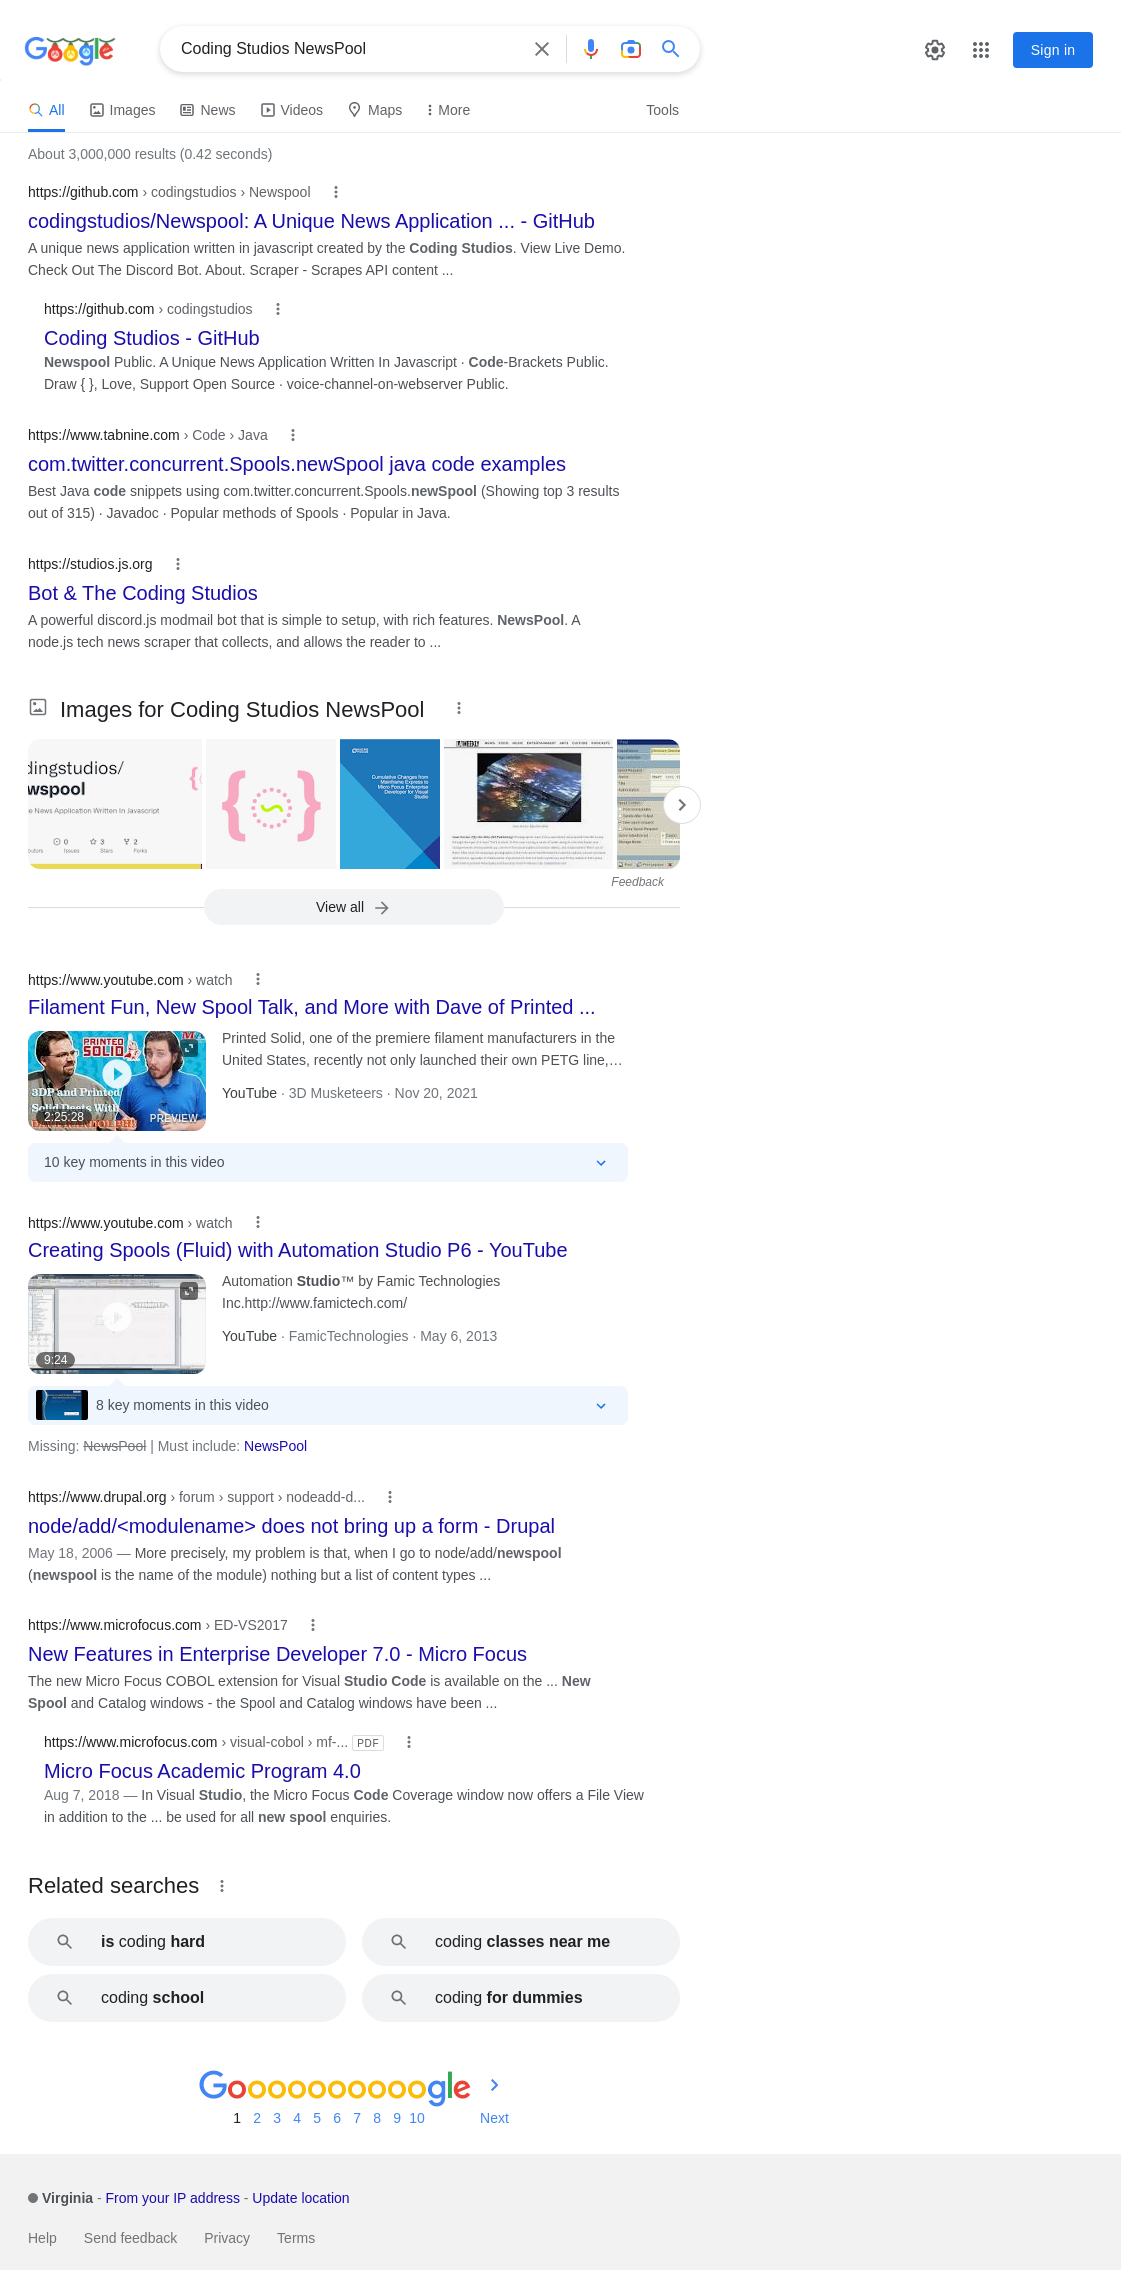 Google
Coding Studios NewsPool
Sign in
All
Images
News
Videos
Maps
More
Tools
About 3,000,000 results (0.42 seconds)
https://github.com › codingstudios › Newspool
codingstudios/Newspool: A Unique News Application ... - GitHub
A unique news application written in javascript created by the Coding Studios. View Live Demo.
Check Out The Discord Bot. About. Scraper - Scrapes API content ...
https://github.com › codingstudios
Coding Studios - GitHub
Newspool Public. A Unique News Application Written In Javascript · Code-Brackets Public.
Draw { }, Love, Support Open Source · voice-channel-on-webserver Public.
https://www.tabnine.com › Code › Java
com.twitter.concurrent.Spools.newSpool java code examples
Best Java code snippets using com.twitter.concurrent.Spools.newSpool (Showing top 3 results
out of 315) · Javadoc · Popular methods of Spools · Popular in Java.
https://studios.js.org
Bot & The Coding Studios
A powerful discord.js modmail bot that is simple to setup, with rich features. NewsPool. A
node.js tech news scraper that collects, and allows the reader to ...
Images for Coding Studios NewsPool
dingstudios/
wspool
e News Application Written In Javascript
0
3
2
Issues
Stars
Forks
Cumulative Changes from
Mainframe Express to
Micro Focus Enterprise
Developer for Visual
Studio
Feedback
View all
https://www.youtube.com › watch
Filament Fun, New Spool Talk, and More with Dave of Printed ...
PRINTED
SOLID
3DP and Printed
Solid Deets With
2:25:28
PREVIEW
Printed Solid, one of the premiere filament manufacturers in the
United States, recently not only launched their own PETG line,…
YouTube · 3D Musketeers · Nov 20, 2021
10 key moments in this video
https://www.youtube.com › watch
Creating Spools (Fluid) with Automation Studio P6 - YouTube
9:24
Automation Studio™ by Famic Technologies
Inc.http://www.famictech.com/
YouTube · FamicTechnologies · May 6, 2013
8 key moments in this video
Missing: NewsPool | Must include: NewsPool
https://www.drupal.org › forum › support › nodeadd-d...
node/add/<modulename> does not bring up a form - Drupal
May 18, 2006 — More precisely, my problem is that, when I go to node/add/newspool
(newspool is the name of the module) nothing but a list of content types ...
https://www.microfocus.com › ED-VS2017
New Features in Enterprise Developer 7.0 - Micro Focus
The new Micro Focus COBOL extension for Visual Studio Code is available on the ... New
Spool and Catalog windows - the Spool and Catalog windows have been ...
https://www.microfocus.com › visual-cobol › mf-... PDF
Micro Focus Academic Program 4.0
Aug 7, 2018 — In Visual Studio, the Micro Focus Code Coverage window now offers a File View
in addition to the ... be used for all new spool enquiries.
Related searches
is coding hard
coding classes near me
coding school
coding for dummies
Goooooooooogle
1 2 3 4 5 6 7 8 9 10 Next
Virginia - From your IP address - Update location
Help Send feedback Privacy Terms